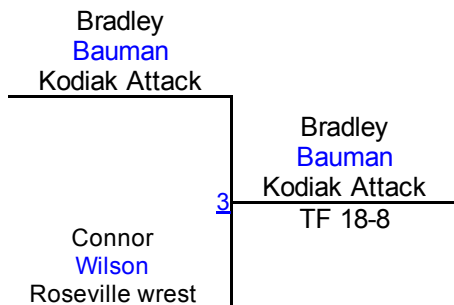 Bradley
Bauman
Kodiak Attack
Bradley
Bauman
Kodiak Attack
3
TF 18-8
Connor
Wilson
Roseville wrest